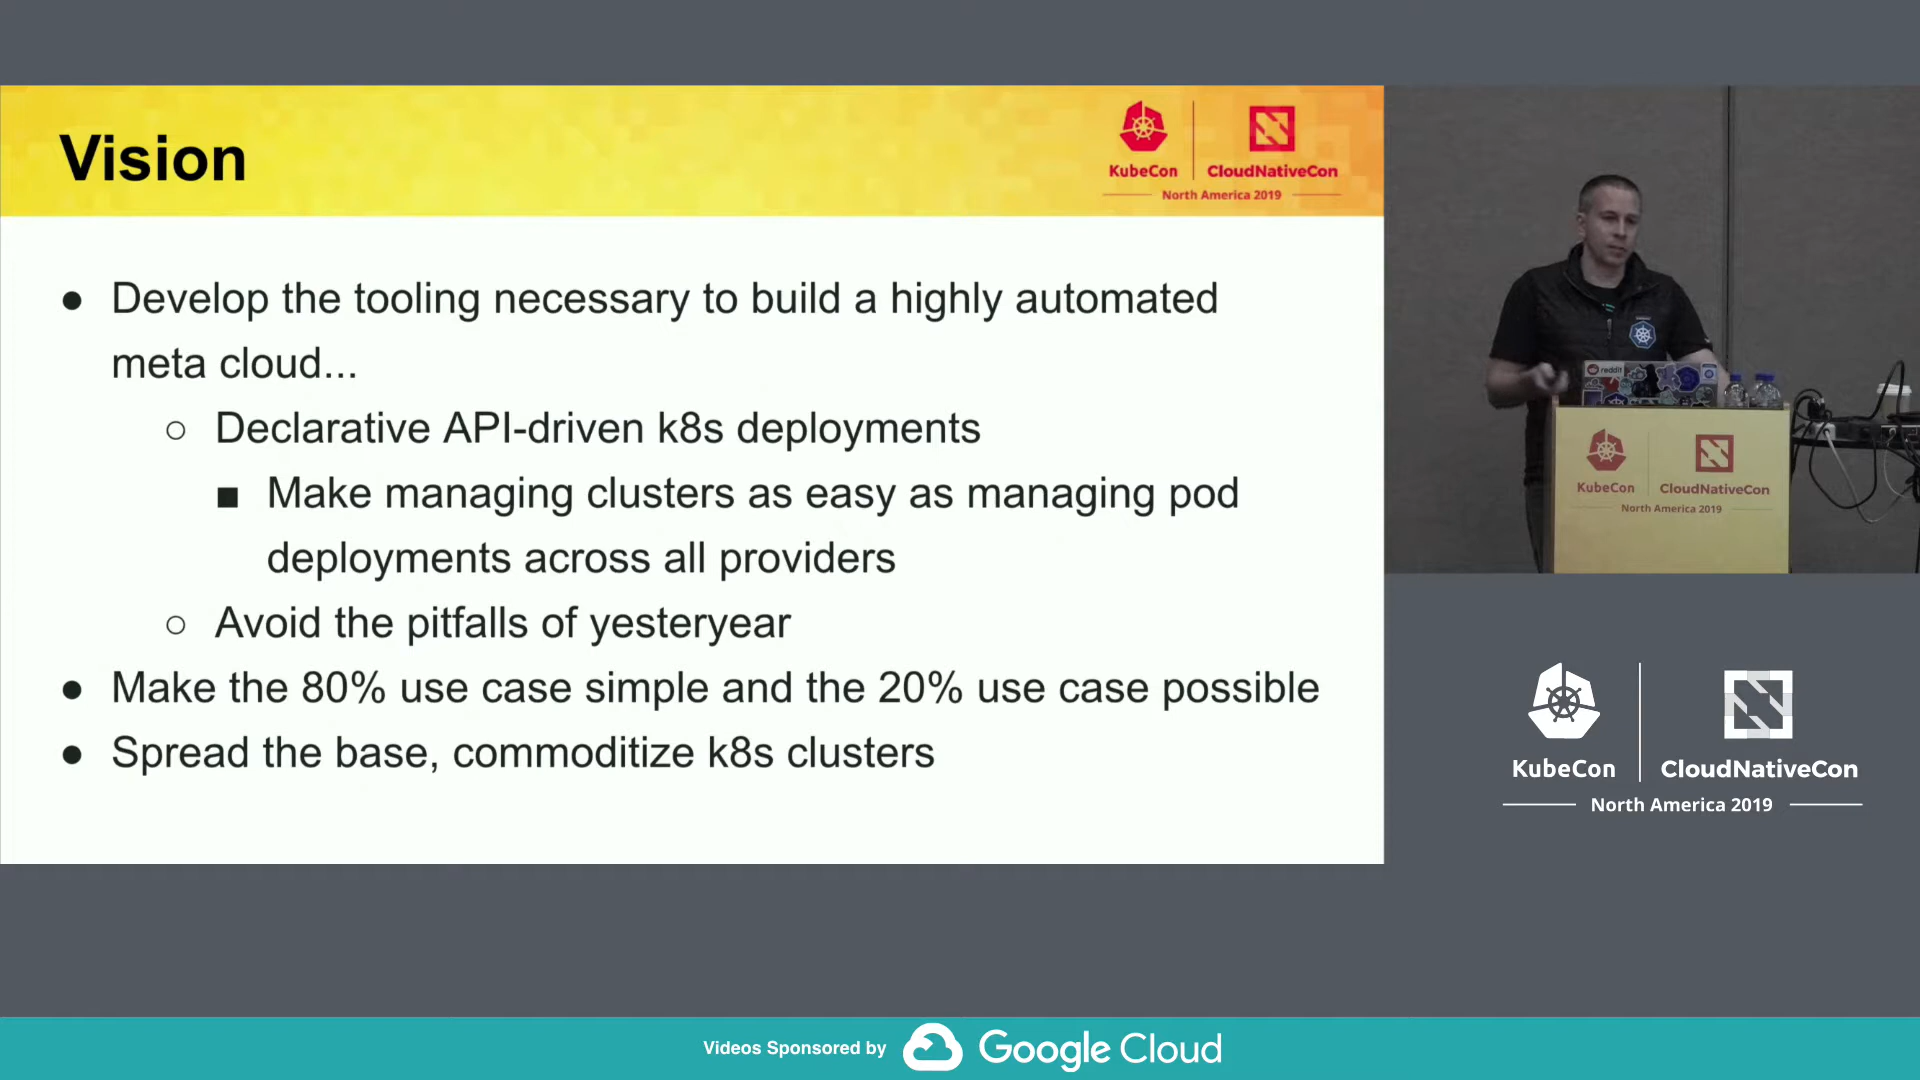 Vision
KubeCon
CloudNativeCon
North America 2019
● Develop the tooling necessary to build a highly automated
meta cloud...
○ Declarative API-driven k8s deployments
■ Make managing clusters as easy as managing pod
deployments across all providers
○ Avoid the pitfalls of yesteryear
● Make the 80% use case simple and the 20% use case possible
● Spread the base, commoditize k8s clusters
reddit
KubeCon
CloudNativeCon
North America 2019
KubeCon
CloudNativeCon
North America 2019
Videos Sponsored by Google Cloud